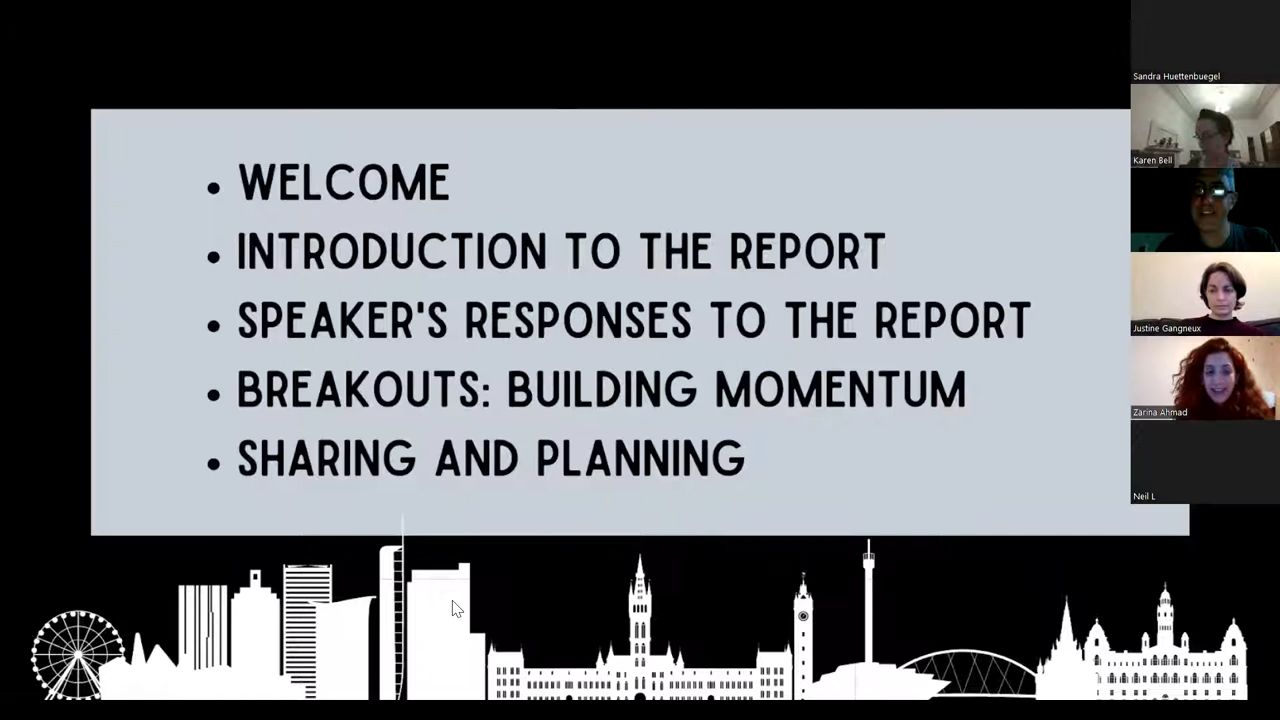 WELCOME
INTRODUCTION TO THE REPORT
SPEAKER'S RESPONSES TO THE REPORT
BREAKOUTS: BUILDING MOMENTUM
SHARING AND PLANNING
Sandra Huettenbuegel
Karen Bell
Justine Gangneux
Zarina Ahmad
Neil L